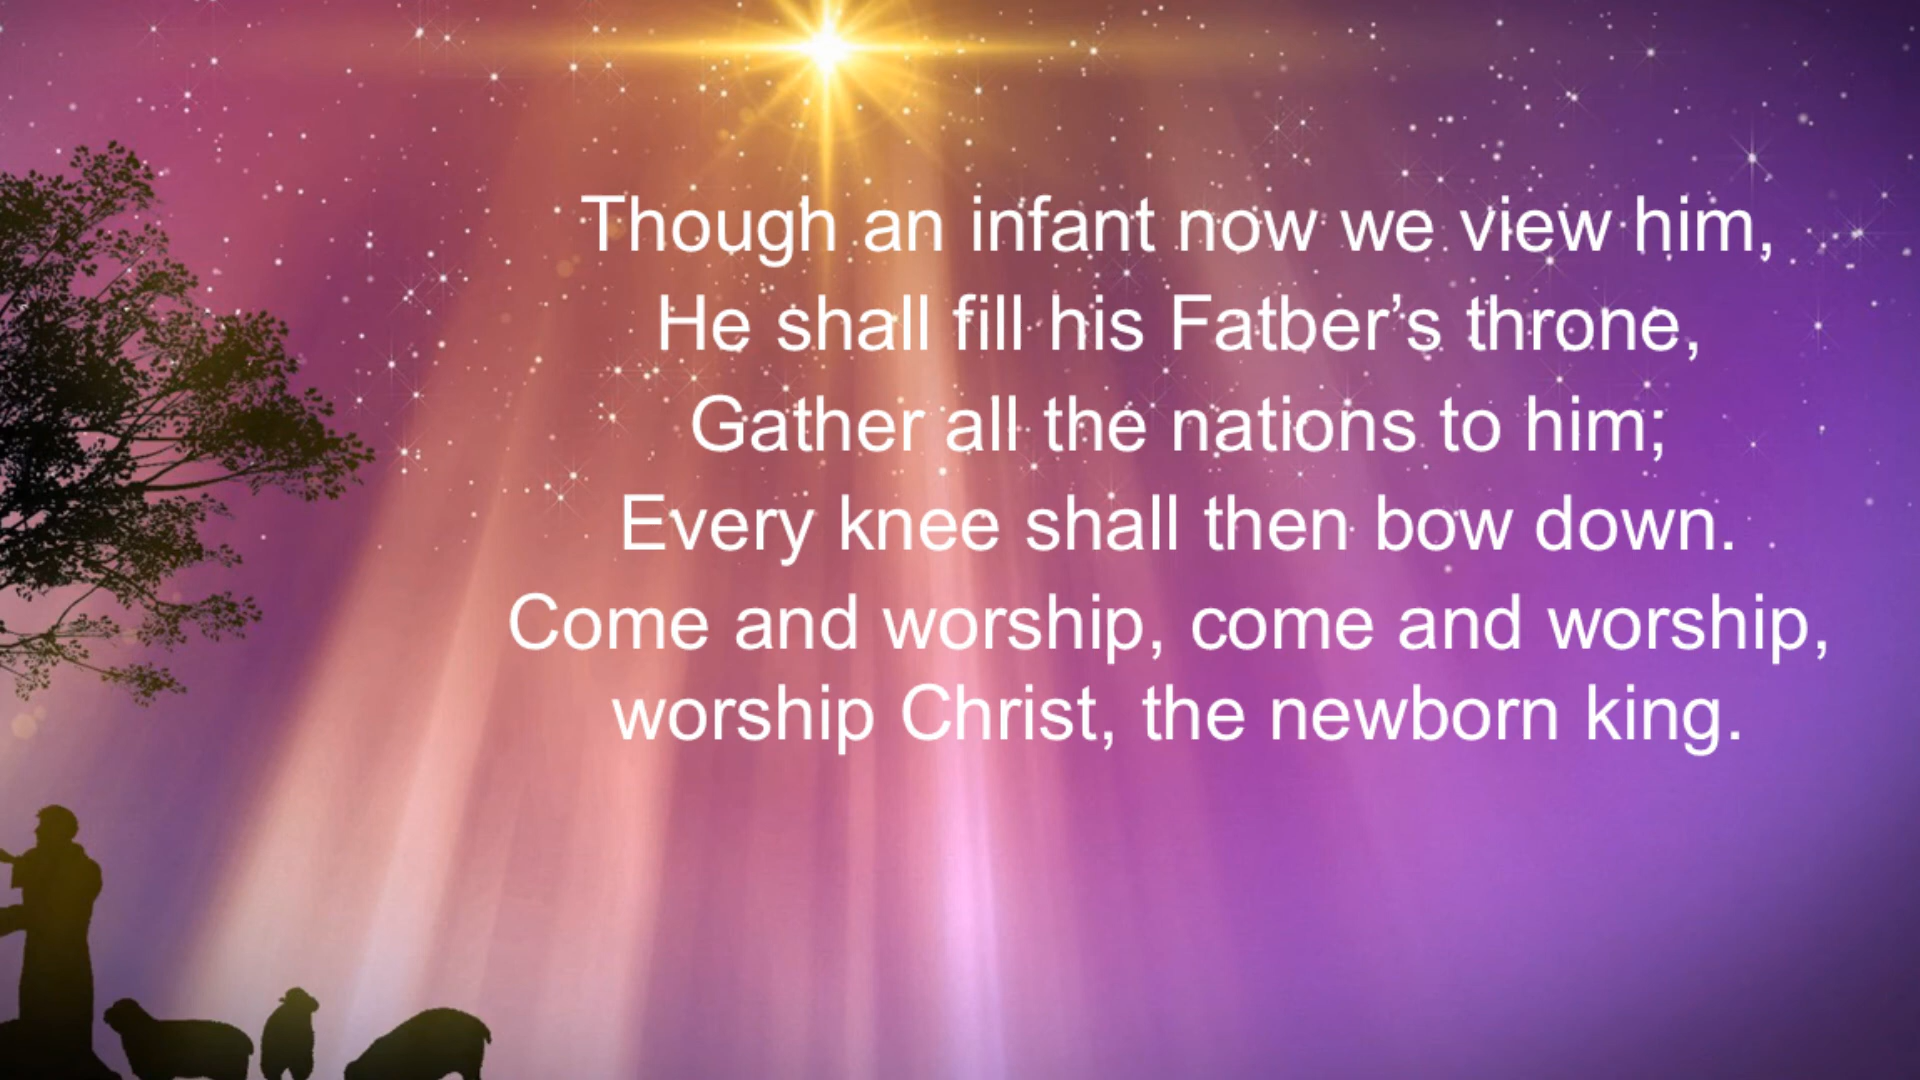 Though an infant now we view him,
He shall fill his Fatber’s throne,
Gather all the nations to him;
Every knee shall then bow down.
Come and worship, come and worship,
worship Christ, the newborn king.